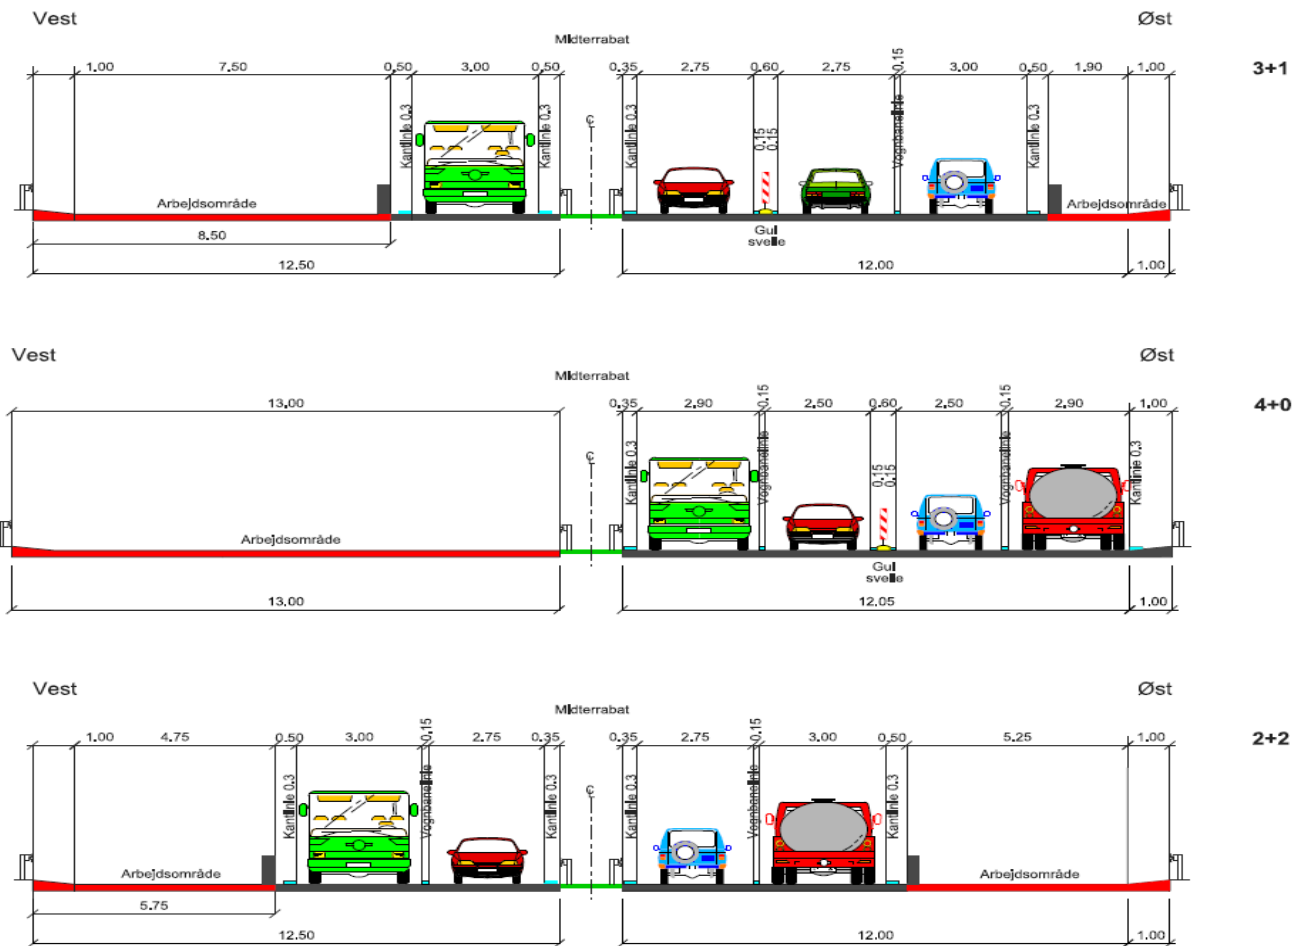 Vest
Øst
Midterrabat
1.00 7.50 0.50 3.00 0.50 0.35 2.75 0.60 2.75 0.15 3.00 0.50 1.90 1.00
3+1
Kantlinie 0.3
Kantlinie 0.3
Kantlinie 0.3
0.15
0.15
Vognbanelinie
Kantlinie 0.3
Arbejdsområde
Arbejdsområde
Gul
svelle
8.50
12.50
12.00
1.00
Vest
Øst
Midterrabat
13.00 0.35 2.90 0.15 2.50 0.60 2.50 0.15 2.90 1.00
4+0
Kantlinie 0.3
Vognbanelinie
0.15
0.15
Vognbanelinie
Kantlinie 0.3
Arbejdsområde
Gul
svelle
13.00
12.05
1.00
Vest
Øst
Midterrabat
1.00 4.75 0.50 3.00 0.15 2.75 0.35 0.35 2.75 0.15 3.00 0.50 5.25 1.00
2+2
Kantlinie 0.3
Vognbanelinie
Kantlinie 0.3
Kantlinie 0.3
Vognbanelinie
Kantlinie 0.3
Arbejdsområde
Arbejdsområde
5.75
12.50
12.00
1.00